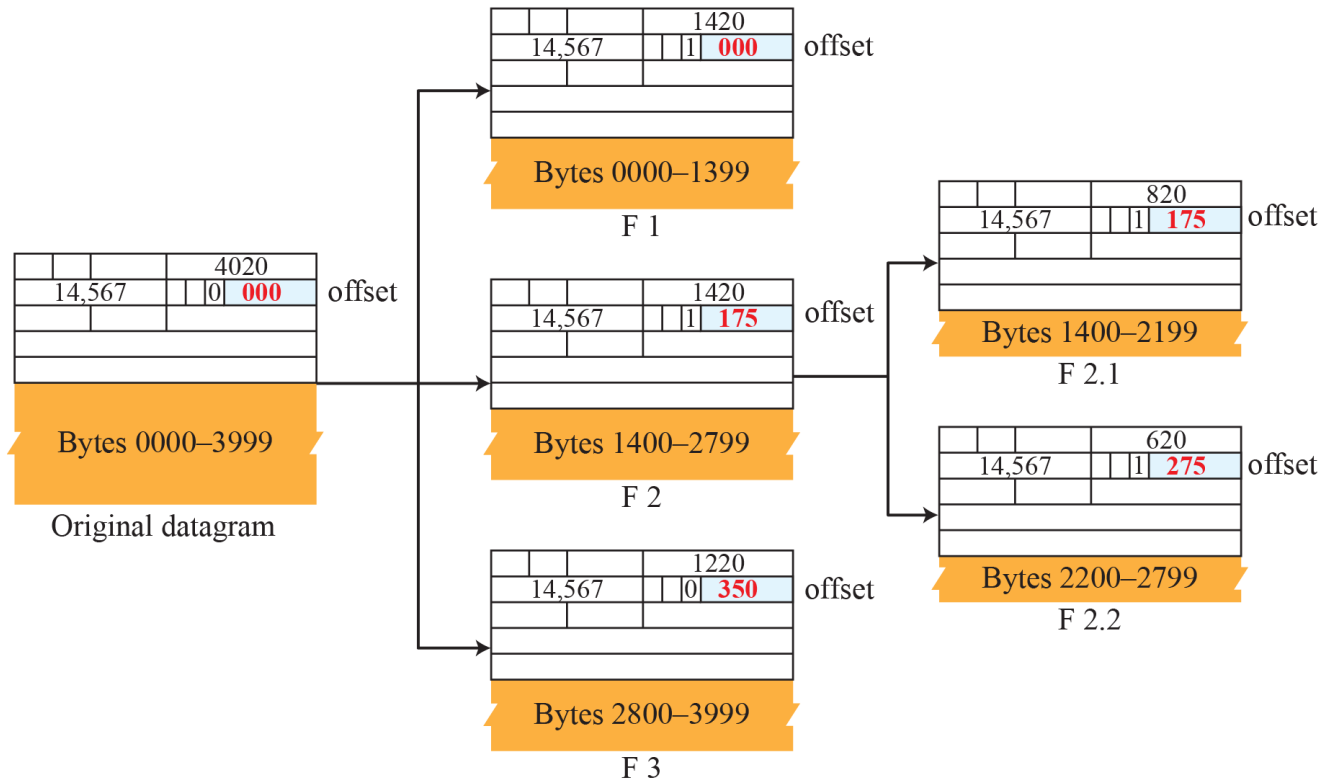 4020
14,567 0 000 offset
Bytes 0000–3999
Original datagram
1420
14,567 1 000 offset
Bytes 0000–1399
F 1
1420
14,567 1 175 offset
Bytes 1400–2799
F 2
1220
14,567 0 350 offset
Bytes 2800–3999
F 3
820
14,567 1 175 offset
Bytes 1400–2199
F 2.1
620
14,567 1 275 offset
Bytes 2200–2799
F 2.2